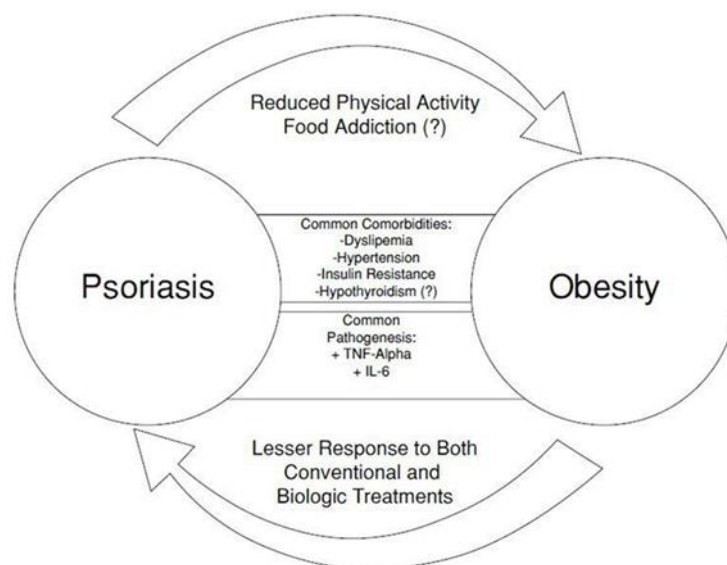 Reduced Physical Activity
Food Addiction (?)
Common Comorbidities:
-Dyslipemia
-Hypertension
-Insulin Resistance
-Hypothyroidism (?)
Psoriasis
Obesity
Common
Pathogenesis:
+ TNF-Alpha
+ IL-6
Lesser Response to Both
Conventional and
Biologic Treatments